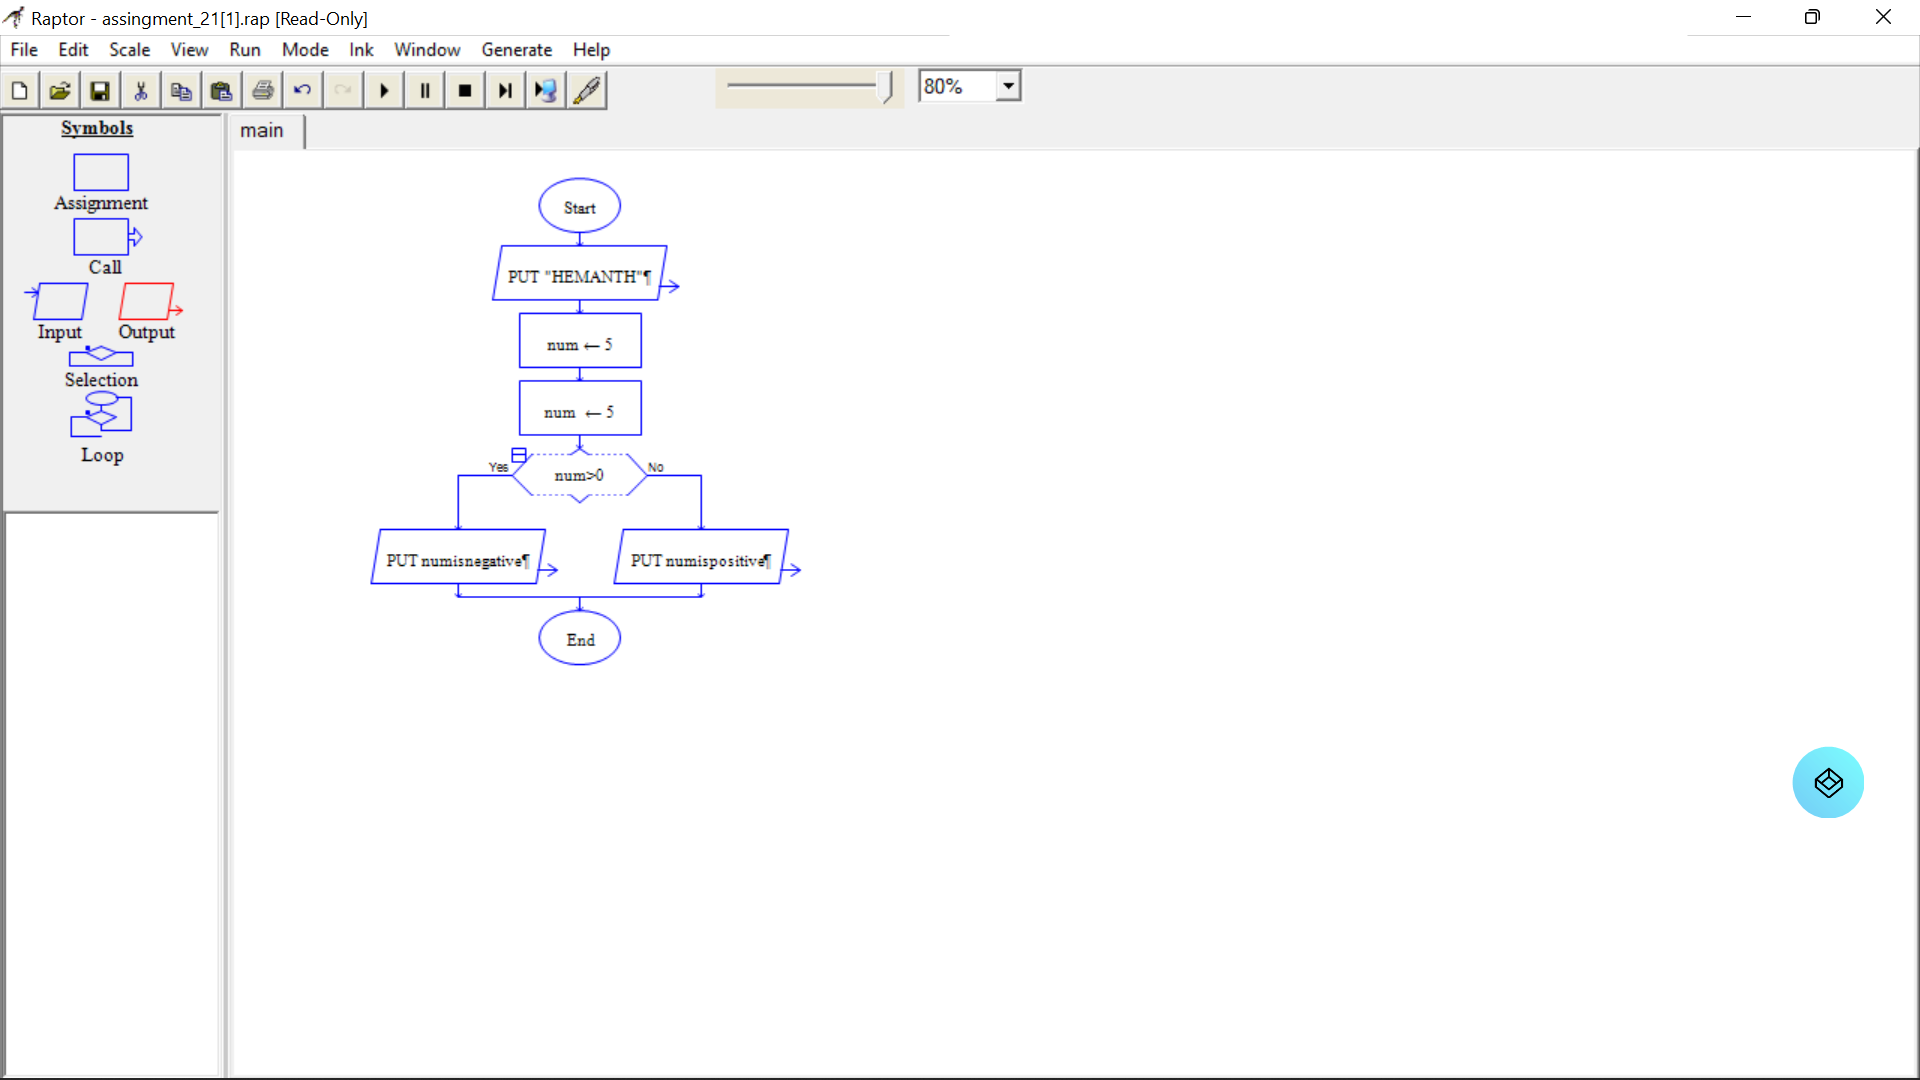 Raptor - assingment_21[1].rap [Read-Only]
File Edit Scale View Run Mode Ink Window Generate Help
80%
Symbols
Assignment
Call
Input Output
Selection
Loop
main
Start
PUT "HEMANTH"¶
num ← 5
num ← 5
Yes num>0 No
PUT numisnegative¶ PUT numispositive¶
End